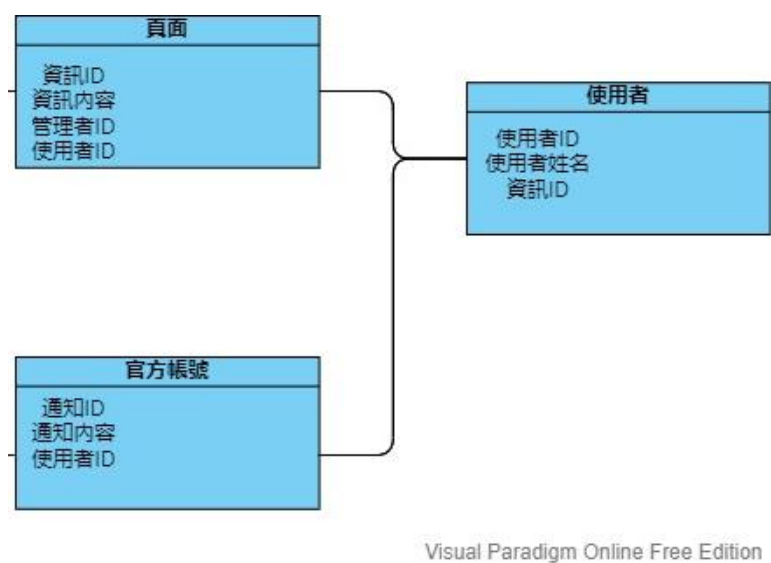 頁面
資訊ID
資訊內容
管理者ID
使用者ID
使用者
使用者ID
使用者姓名
資訊ID
官方帳號
通知ID
通知內容
使用者ID
Visual Paradigm Online Free Edition